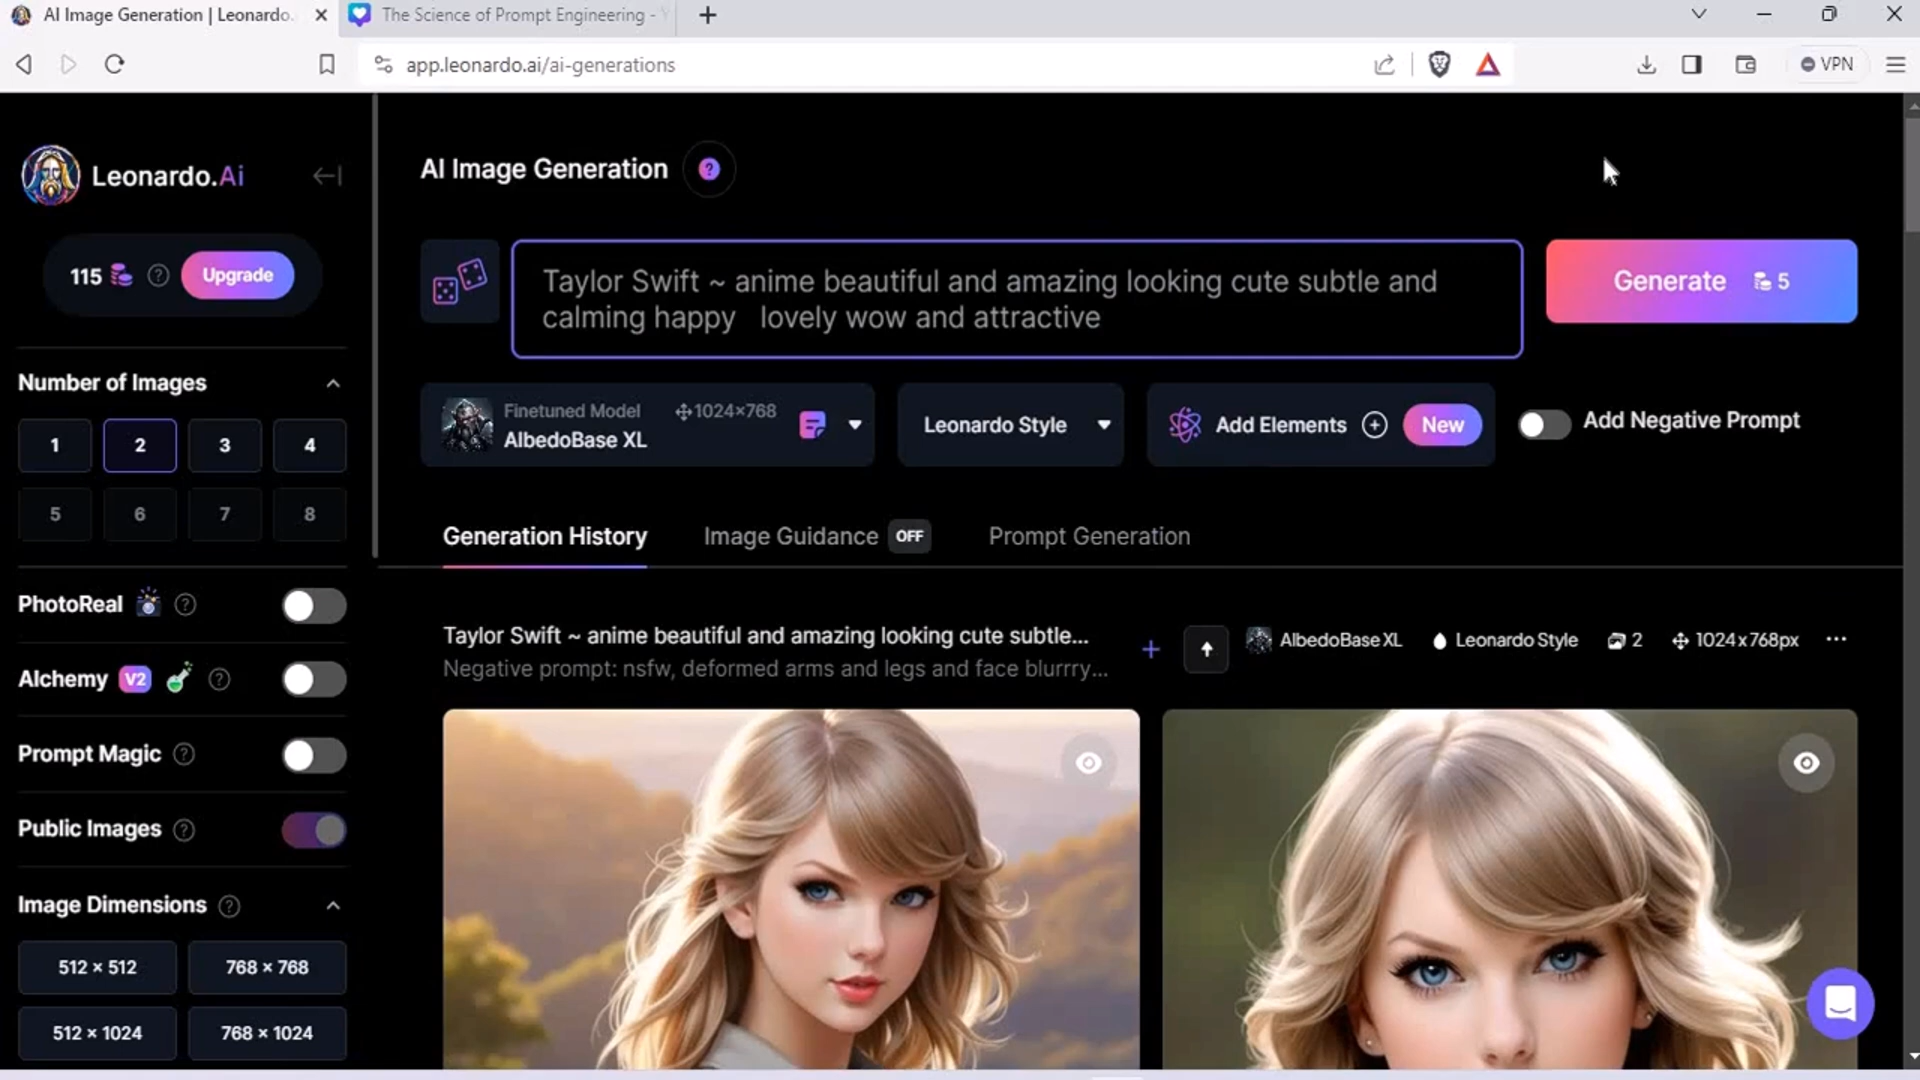 AI Image Generation | Leonardo.
The Science of Prompt Engineering -
app.leonardo.ai/ai-generations
VPN
Leonardo.Ai
115
Upgrade
Number of Images
1 2 3 4
5 6 7 8
PhotoReal
Alchemy V2
Prompt Magic
Public Images
Image Dimensions
512 × 512 768 × 768
512 × 1024 768 × 1024
AI Image Generation
Taylor Swift ~ anime beautiful and amazing looking cute subtle and
calming happy   lovely wow and attractive
Generate 5
Finetuned Model 1024×768
AlbedoBase XL
Leonardo Style
Add Elements New
Add Negative Prompt
Generation History Image Guidance OFF Prompt Generation
Taylor Swift ~ anime beautiful and amazing looking cute subtle...
Negative prompt: nsfw, deformed arms and legs and face blurrry...
AlbedoBase XL Leonardo Style 2 1024x768px ...